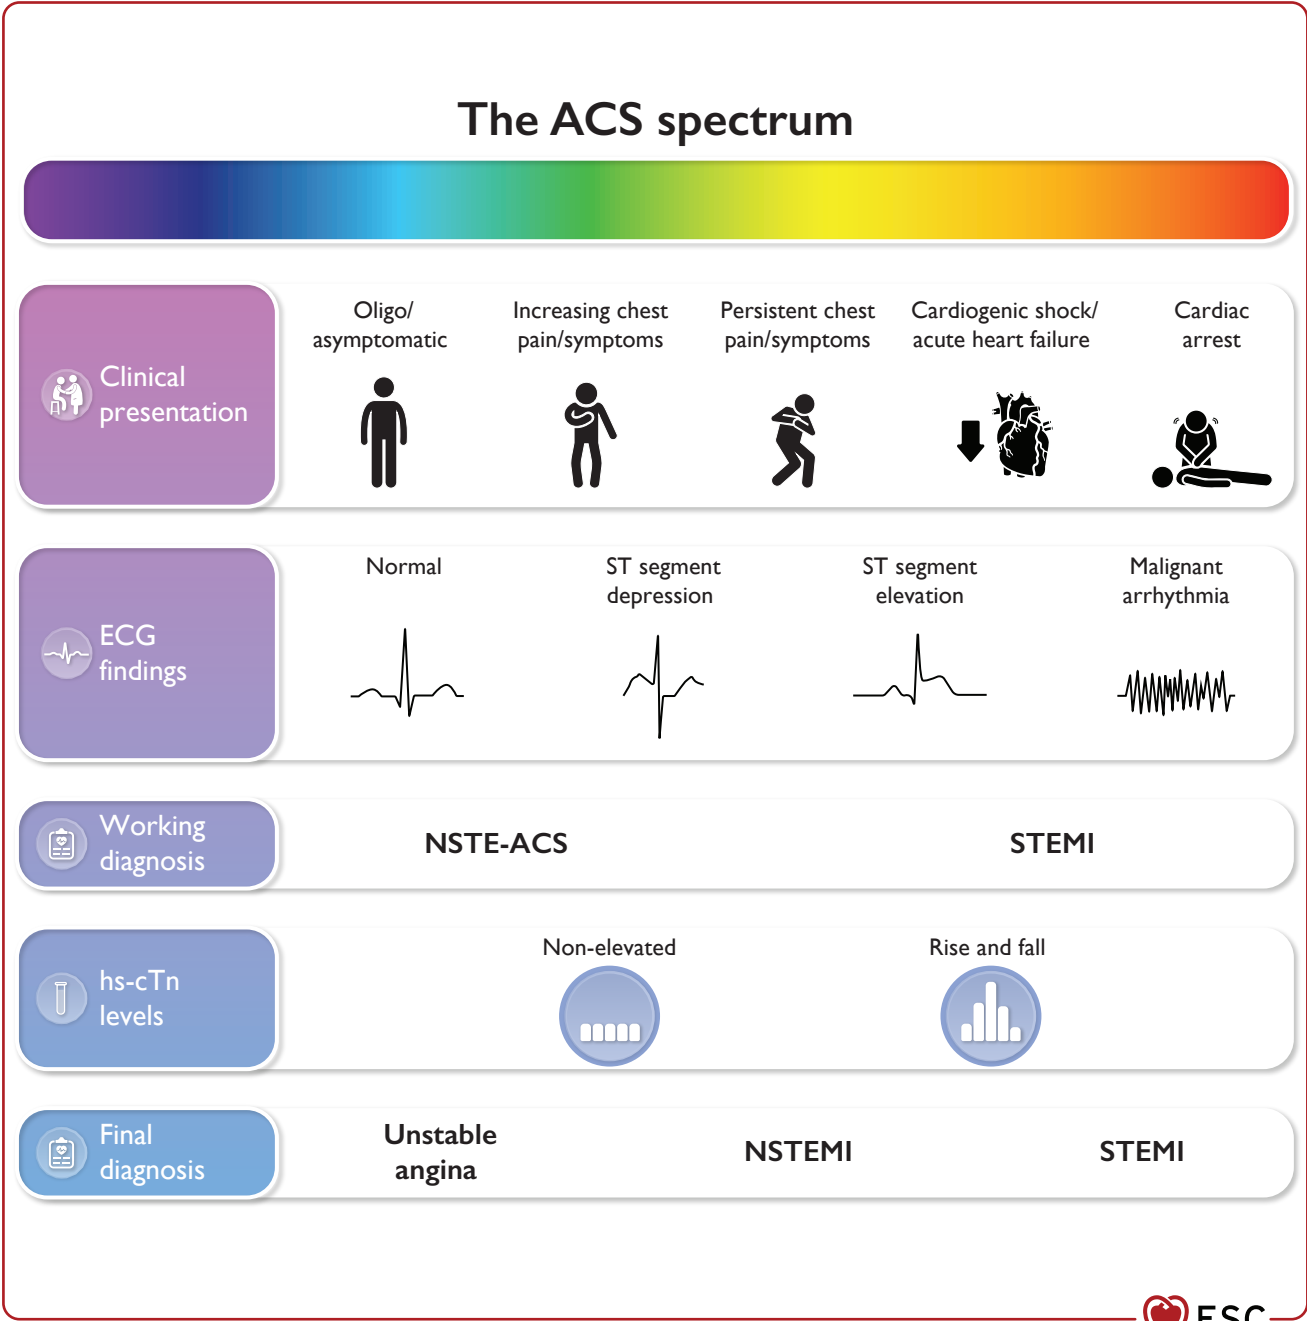 The ACS spectrum
Clinical
presentation
Oligo/
asymptomatic
Increasing chest
pain/symptoms
Persistent chest
pain/symptoms
Cardiogenic shock/
acute heart failure
Cardiac
arrest
ECG
findings
Normal
ST segment
depression
ST segment
elevation
Malignant
arrhythmia
Working
diagnosis
NSTE-ACS
STEMI
hs-cTn
levels
Non-elevated
Rise and fall
Final
diagnosis
Unstable
angina
NSTEMI
STEMI
ESC